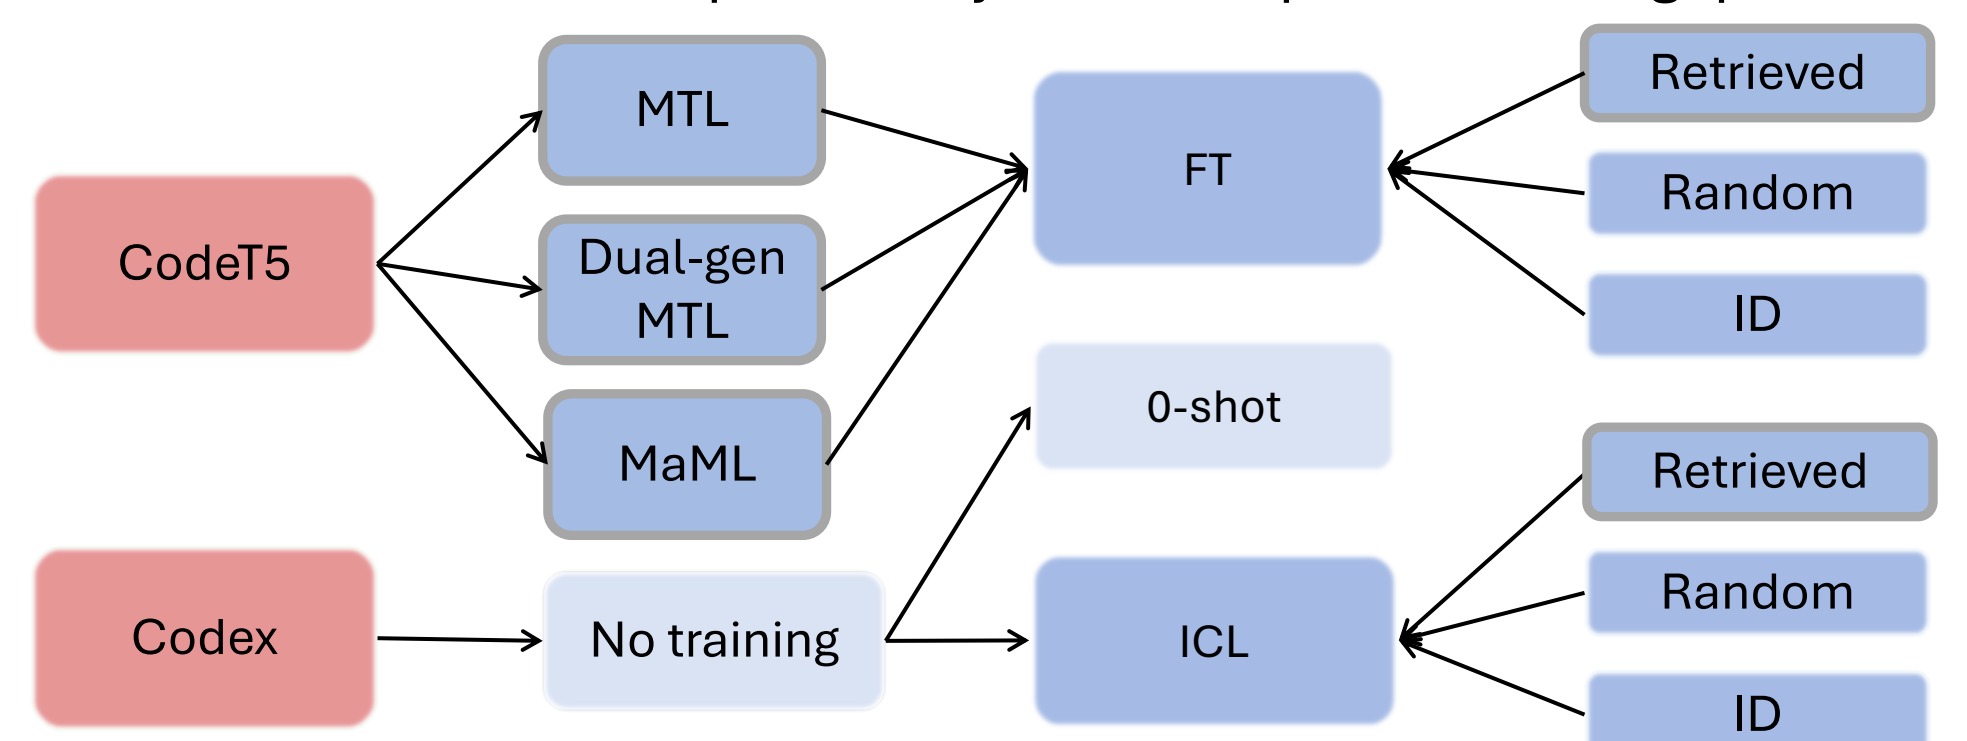 MTL
Retrieved
FT
Random
CodeT5
Dual-gen
MTL
ID
0-shot
MaML
Retrieved
Codex
No training
ICL
Random
ID